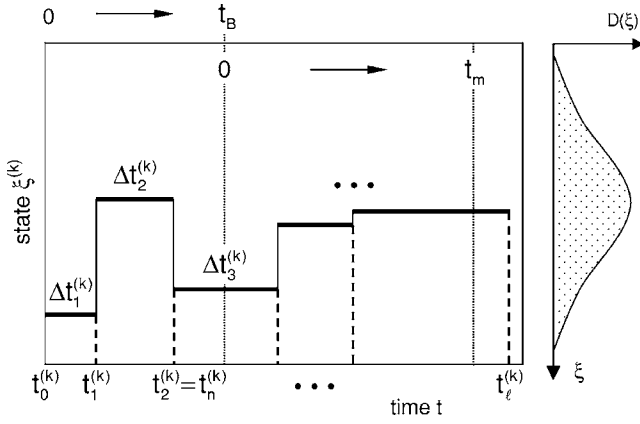 0 → t_B D(ξ)
0 → t_m
state ξ^(k)
Δt_2^(k)
• • •
Δt_3^(k)
Δt_1^(k)
ξ
t_0^(k) t_1^(k) t_2^(k)=t_n^(k) • • • t_ℓ^(k)
time t